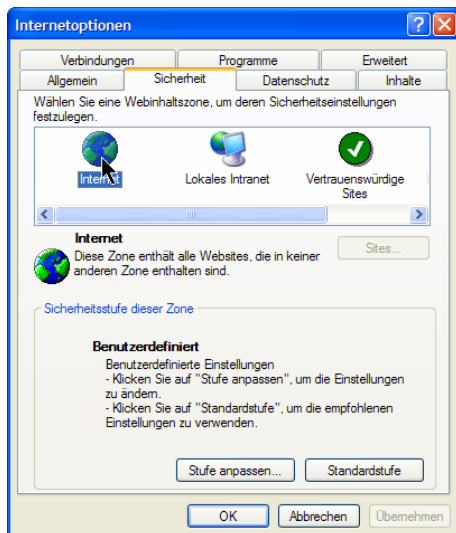 Internetoptionen
Verbindungen Programme Erweitert
Allgemein Sicherheit Datenschutz Inhalte
Wählen Sie eine Webinhaltszone, um deren Sicherheitseinstellungen
festzulegen.
Internet Lokales Intranet Vertrauenswürdige
Sites
Internet
Diese Zone enthält alle Websites, die in keiner
anderen Zone enthalten sind.
Sites...
Sicherheitsstufe dieser Zone
Benutzerdefiniert
Benutzerdefinierte Einstellungen
- Klicken Sie auf "Stufe anpassen", um die Einstellungen
zu ändern.
- Klicken Sie auf "Standardstufe", um die empfohlenen
Einstellungen zu verwenden.
Stufe anpassen... Standardstufe
OK Abbrechen Übernehmen